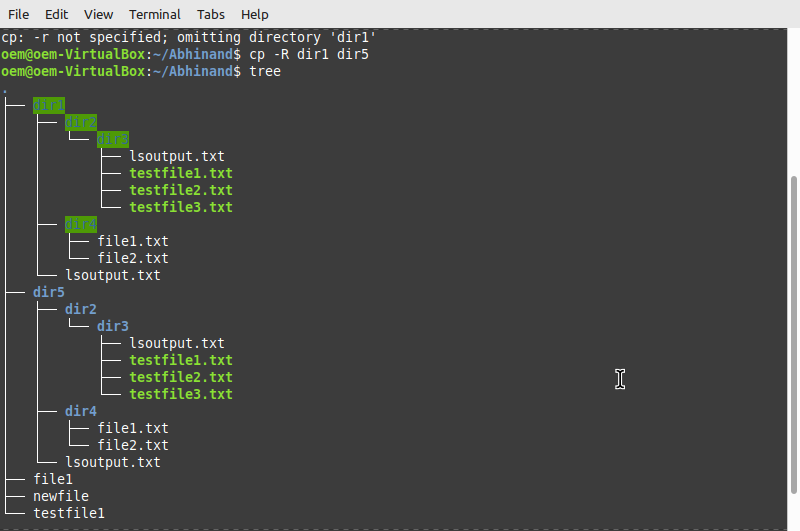 File Edit View Terminal Tabs Help
cp: -r not specified; omitting directory 'dir1'
oem@oem-VirtualBox:~/Abhinand$ cp -R dir1 dir5
oem@oem-VirtualBox:~/Abhinand$ tree
.
├── dir1
│   ├── dir2
│   │   └── dir3
│   │       ├── lsoutput.txt
│   │       ├── testfile1.txt
│   │       ├── testfile2.txt
│   │       └── testfile3.txt
│   ├── dir4
│   │   ├── file1.txt
│   │   └── file2.txt
│   └── lsoutput.txt
├── dir5
│   ├── dir2
│   │   └── dir3
│   │       ├── lsoutput.txt
│   │       ├── testfile1.txt
│   │       ├── testfile2.txt
│   │       └── testfile3.txt
│   ├── dir4
│   │   ├── file1.txt
│   │   └── file2.txt
│   └── lsoutput.txt
├── file1
├── newfile
└── testfile1